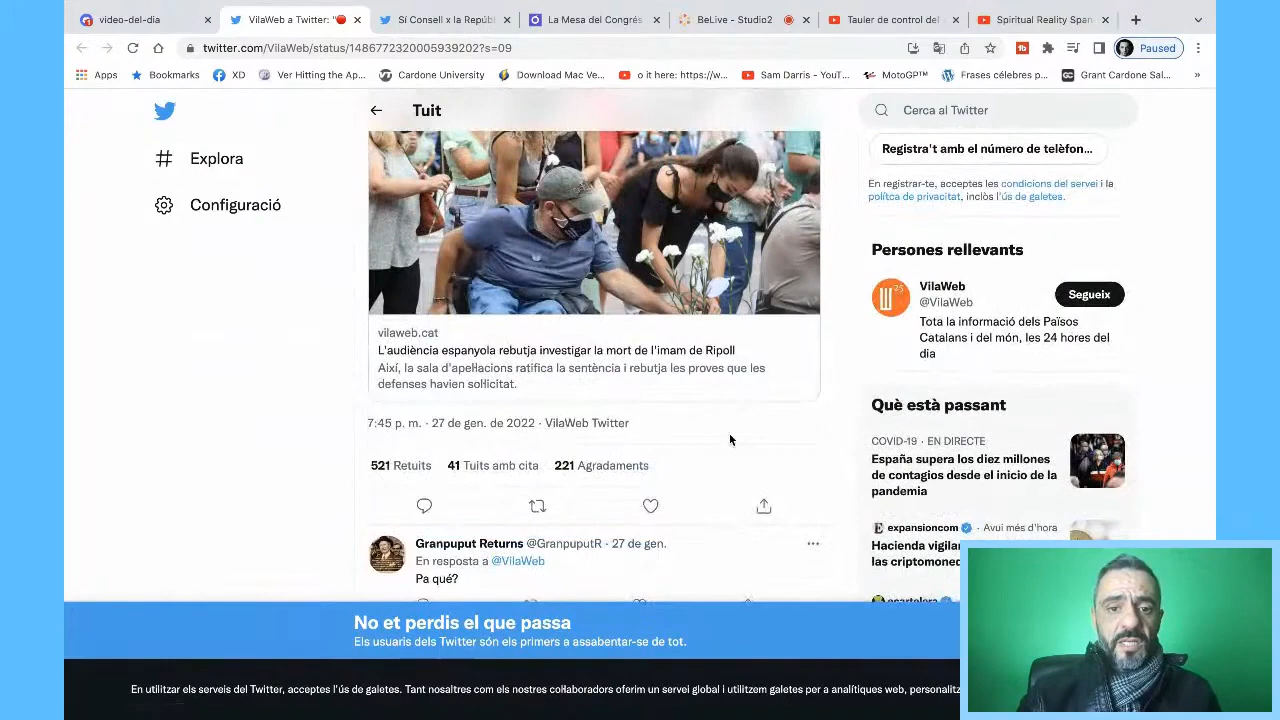 video-del-dia
VilaWeb a Twitter: "🔴
Sí Consell x la Repúbl
La Mesa del Congrés
BeLive - Studio2
Tauler de control del
Spiritual Reality Span
twitter.com/VilaWeb/status/1486772320005939202?s=09
Paused
Apps
Bookmarks
XD
Ver Hitting the Ap...
Cardone University
Download Mac Ve...
o it here: https://w...
Sam Darris - YouT...
MotoGP™
Frases célebres p...
Grant Cardone Sal...
»
Explora
Configuració
Tuit
vilaweb.cat
L'audiència espanyola rebutja investigar la mort de l'imam de Ripoll
Així, la sala d'apel·lacions ratifica la sentència i rebutja les proves que les
defenses havien sol·licitat.
7:45 p. m. · 27 de gen. de 2022 · VilaWeb Twitter
521 Retuits 41 Tuits amb cita 221 Agradaments
Granpuput Returns @GranpuputR · 27 de gen.
En resposta a @VilaWeb
Pa qué?
Cerca al Twitter
Registra't amb el número de telèfon...
En registrar-te, acceptes les condicions del servei i la
política de privacitat, inclòs l'ús de galetes.
Persones rellevants
VilaWeb
@VilaWeb
Segueix
Tota la informació dels Països
Catalans i del món, les 24 hores del
dia
Què està passant
COVID-19 · EN DIRECTE
España supera los diez millones
de contagios desde el inicio de la
pandemia
expansioncom · Avui més d'hora
Hacienda vigilar
las criptomoned
ecartelera
No et perdis el que passa
Els usuaris dels Twitter són els primers a assabentar-se de tot.
En utilitzar els serveis del Twitter, acceptes l'ús de galetes. Tant nosaltres com els nostres col·laboradors oferim un servei global i utilitzem galetes per a analítiques web, personalitz